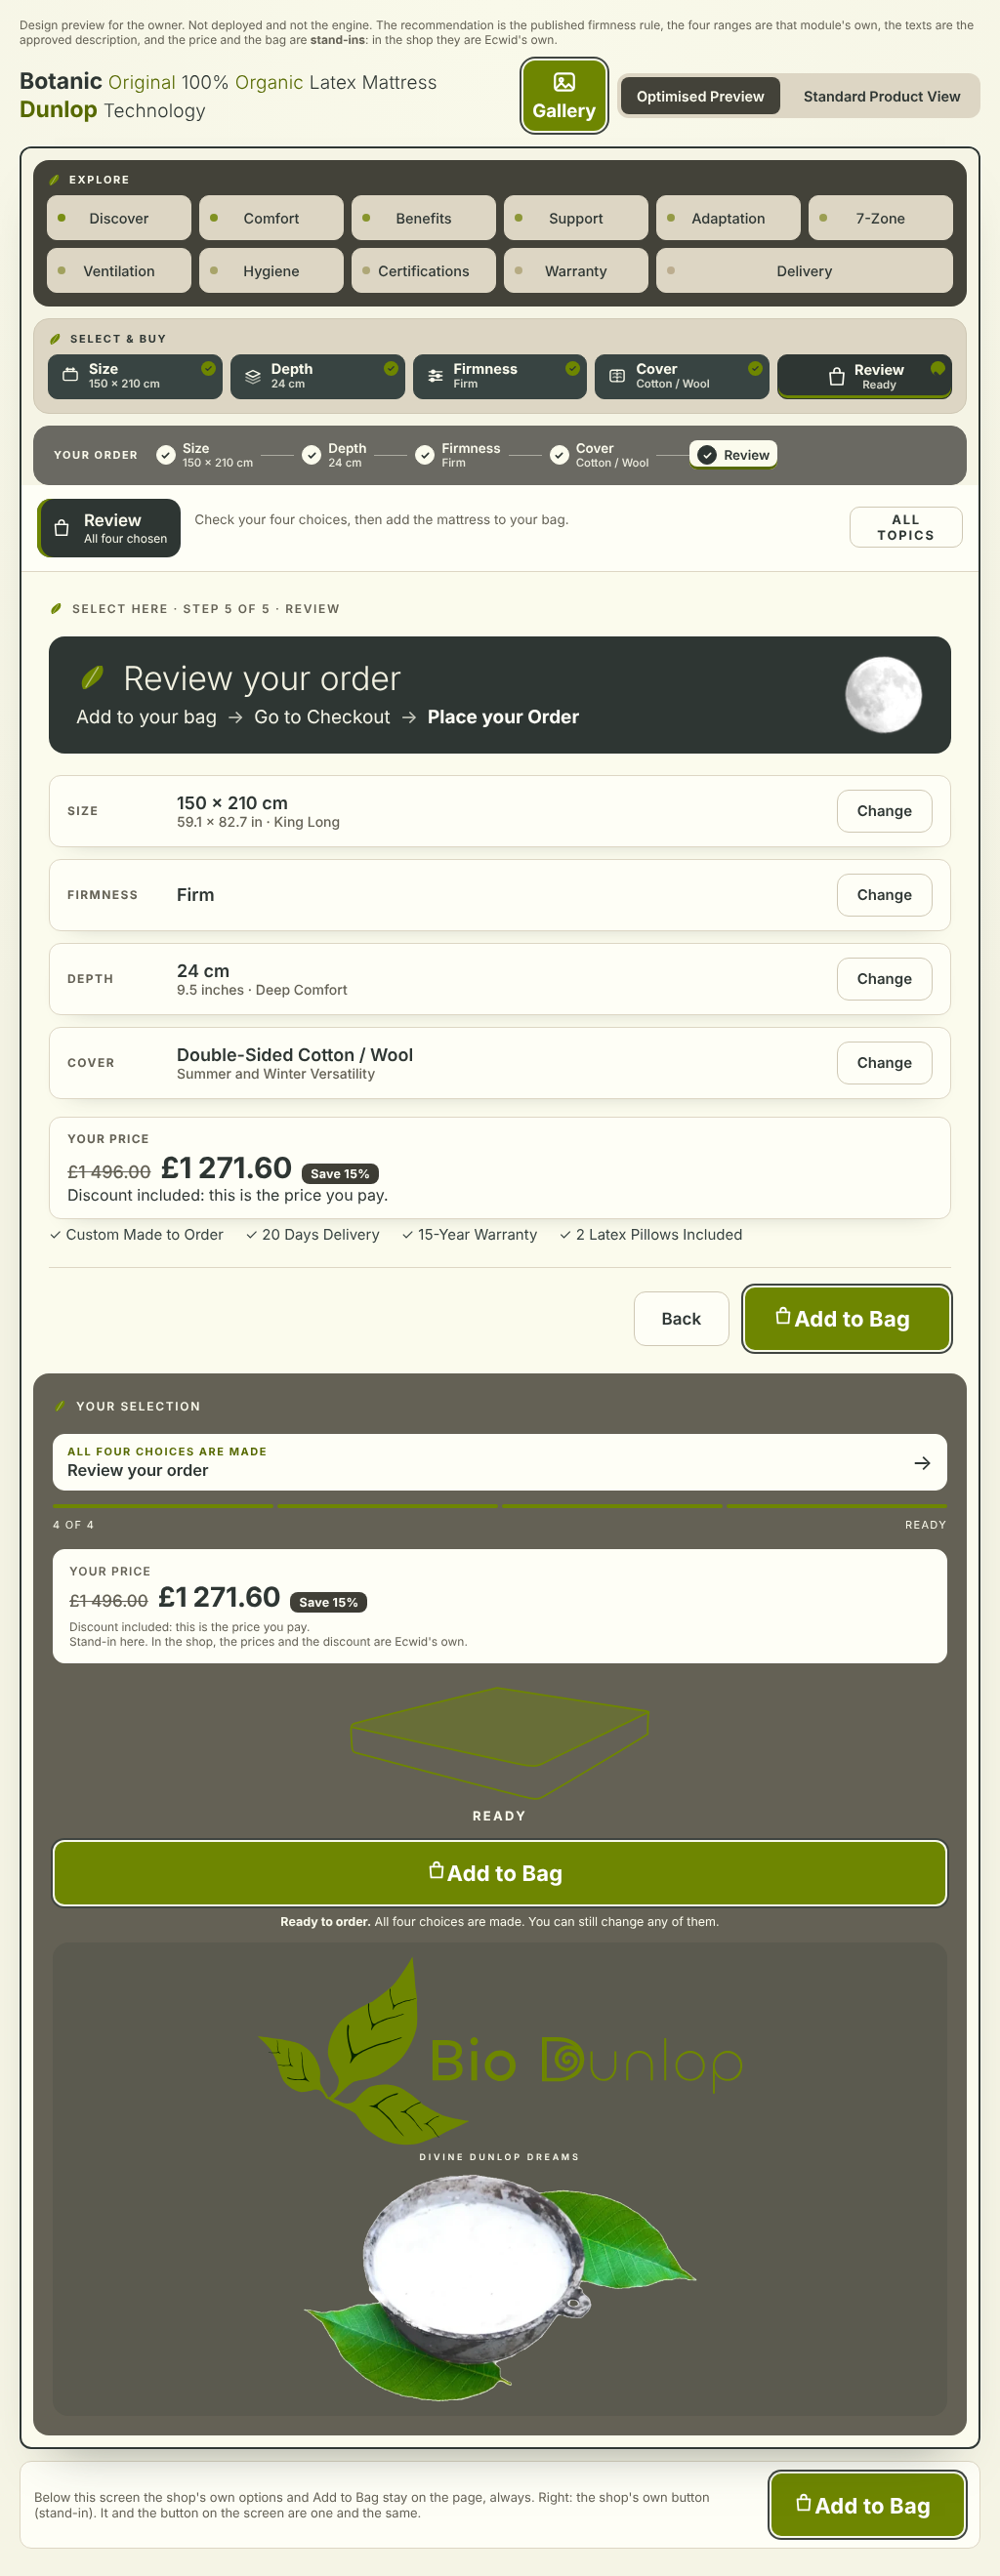 Design preview for the owner. Not deployed and not the engine. The recommendation is the published firmness rule, the four ranges are that module's own, the texts are the
approved description, and the price and the bag are stand-ins: in the shop they are Ecwid's own.
Botanic Original 100% Organic Latex Mattress
Dunlop Technology
Gallery
Optimised Preview
Standard Product View
EXPLORE
Discover
Comfort
Benefits
Support
Adaptation
7-Zone
Ventilation
Hygiene
Certifications
Warranty
Delivery
SELECT & BUY
Size
150 × 210 cm
Depth
24 cm
Firmness
Firm
Cover
Cotton / Wool
Review
Ready
YOUR ORDER
Size
150 × 210 cm
Depth
24 cm
Firmness
Firm
Cover
Cotton / Wool
Review
Review
All four chosen
Check your four choices, then add the mattress to your bag.
ALL
TOPICS
SELECT HERE · STEP 5 OF 5 · REVIEW
Review your order
Add to your bag → Go to Checkout → Place your Order
SIZE
150 × 210 cm
59.1 × 82.7 in · King Long
Change
FIRMNESS
Firm
Change
DEPTH
24 cm
9.5 inches · Deep Comfort
Change
COVER
Double-Sided Cotton / Wool
Summer and Winter Versatility
Change
YOUR PRICE
£1 496.00 £1 271.60 Save 15%
Discount included: this is the price you pay.
✓ Custom Made to Order ✓ 20 Days Delivery ✓ 15-Year Warranty ✓ 2 Latex Pillows Included
Back
Add to Bag
YOUR SELECTION
ALL FOUR CHOICES ARE MADE
Review your order →
4 OF 4
READY
YOUR PRICE
£1 496.00 £1 271.60 Save 15%
Discount included: this is the price you pay.
Stand-in here. In the shop, the prices and the discount are Ecwid's own.
READY
Add to Bag
Ready to order. All four choices are made. You can still change any of them.
Bio Dunlop
DIVINE DUNLOP DREAMS
Below this screen the shop's own options and Add to Bag stay on the page, always. Right: the shop's own button
(stand-in). It and the button on the screen are one and the same.
Add to Bag